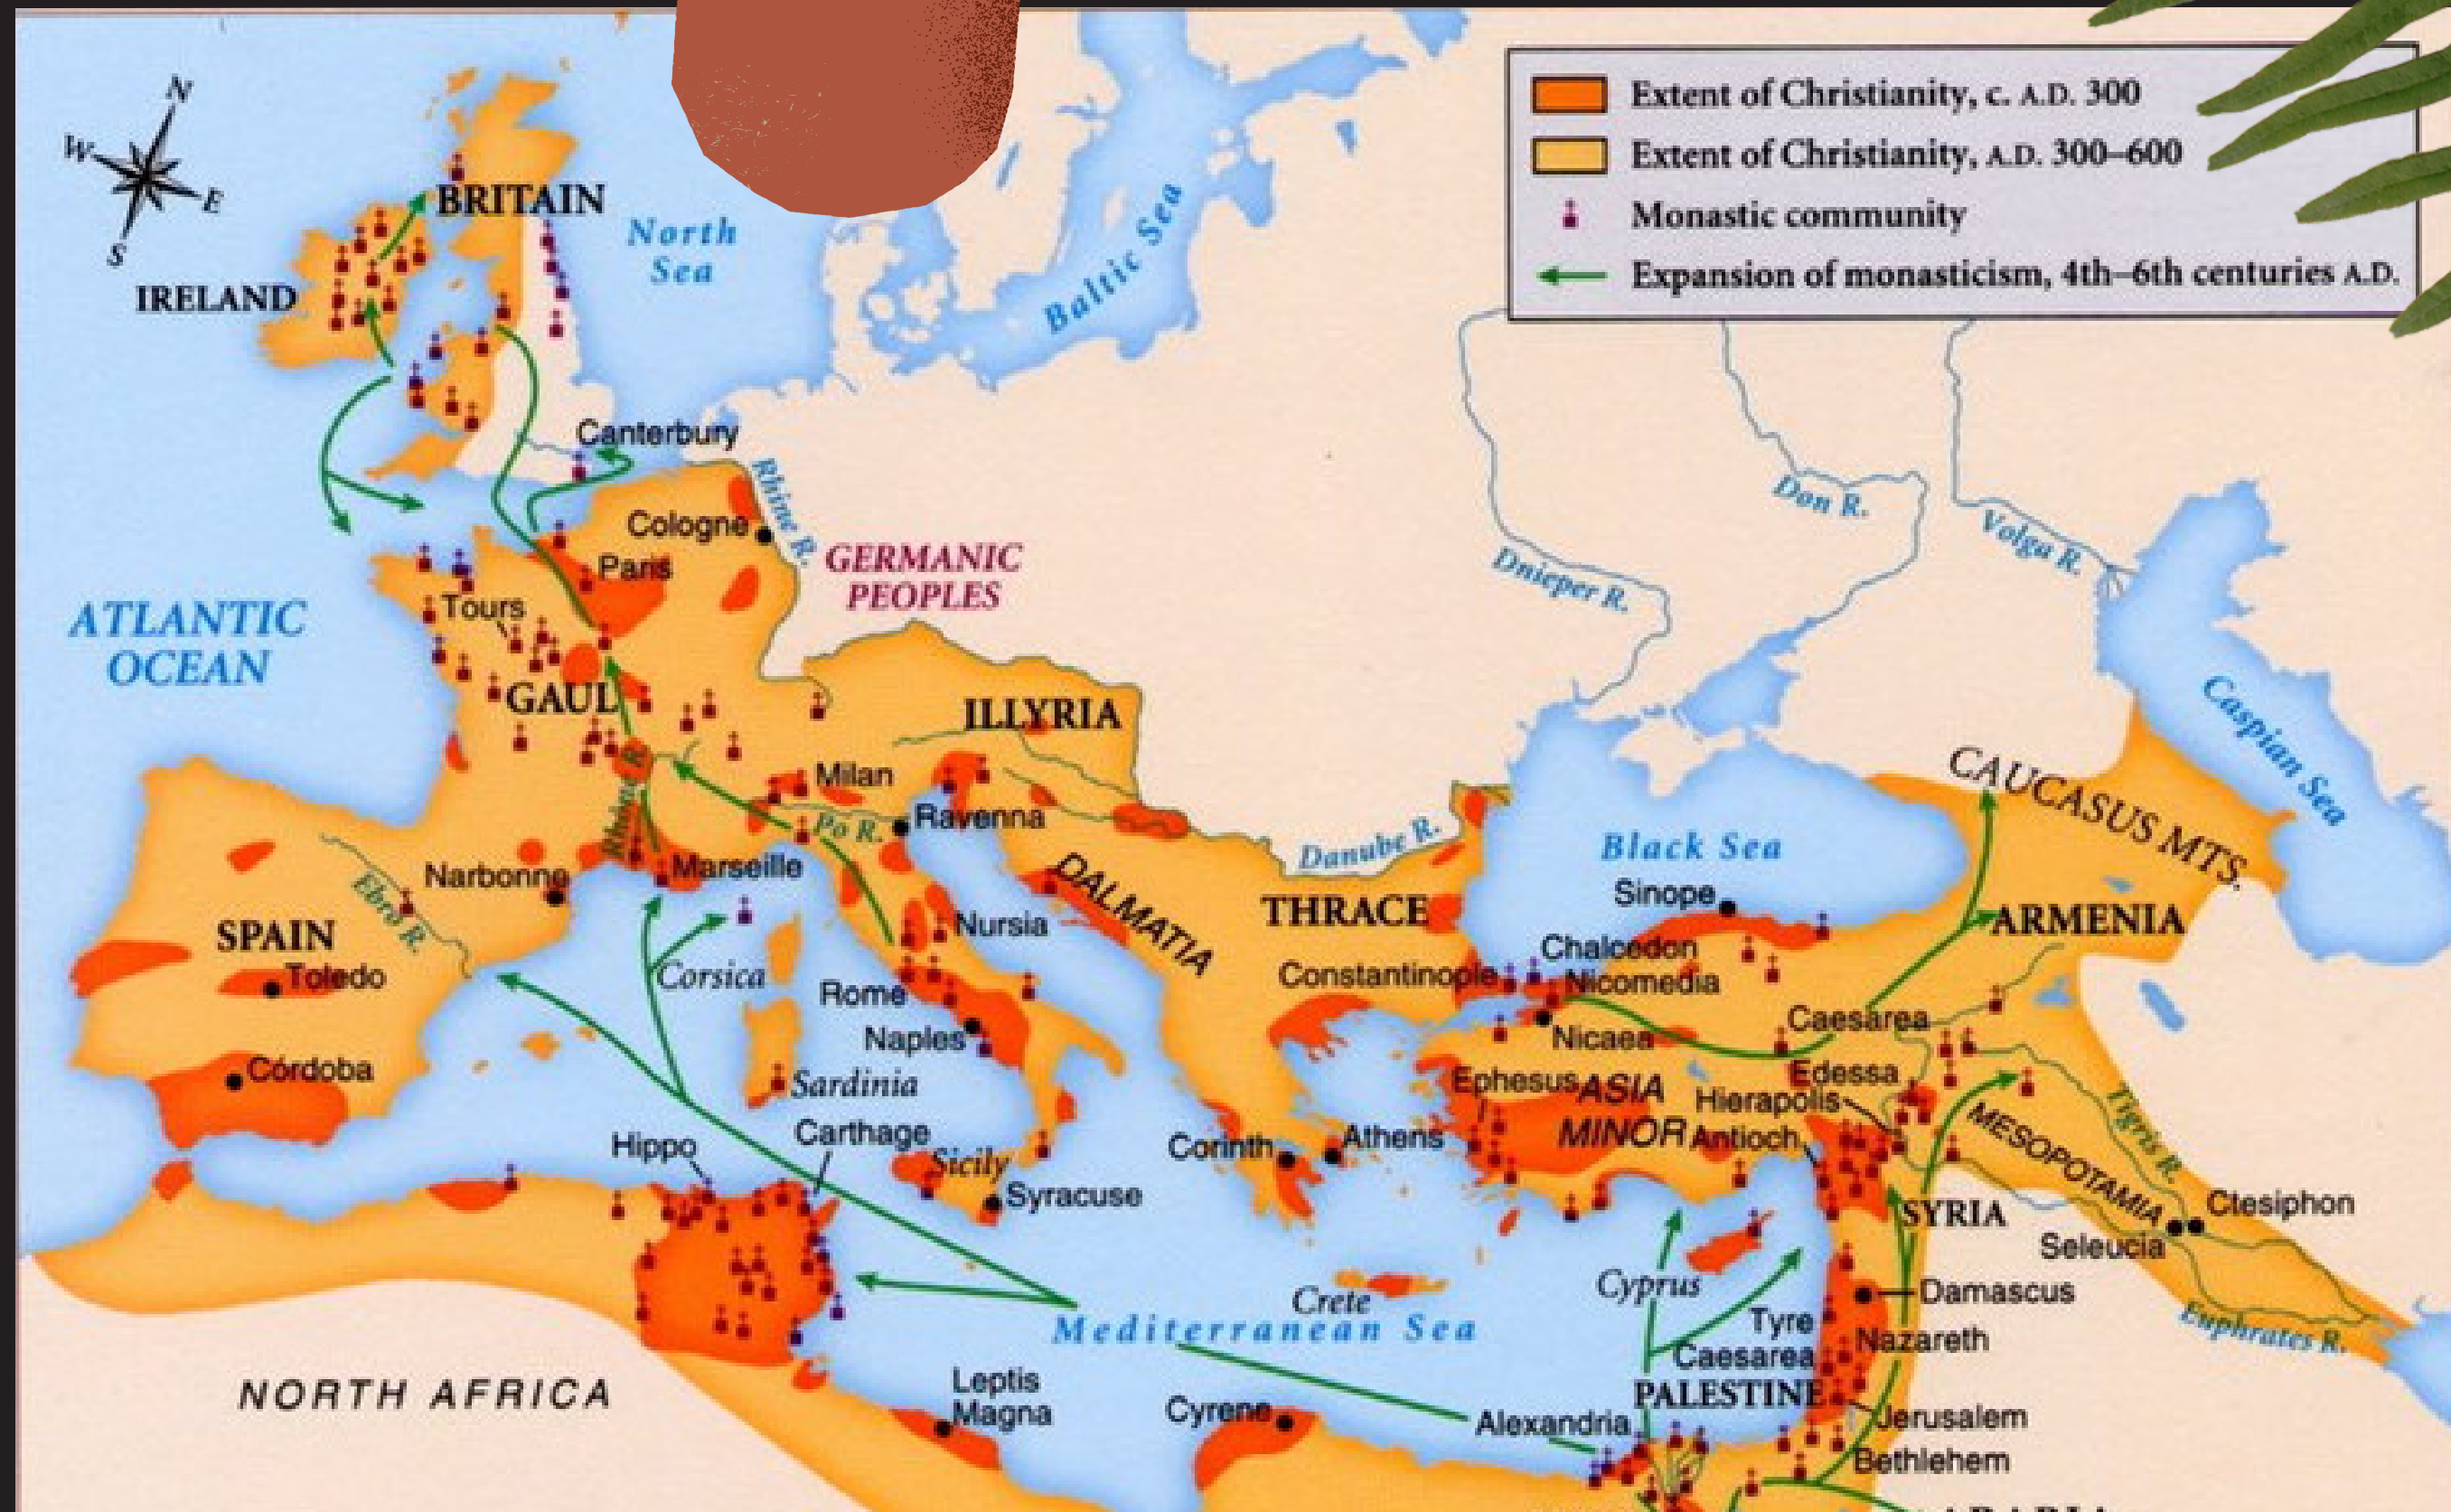 Extent of Christianity, c. A.D. 300
Extent of Christianity, A.D. 300–600
Monastic community
Expansion of monasticism, 4th–6th centuries A.D.
N
W
E
S
BRITAIN
North
Sea
Baltic Sea
IRELAND
Canterbury
Rhine R.
Cologne
GERMANIC
PEOPLES
Paris
Don R.
Volga R.
Dnieper R.
ATLANTIC
OCEAN
Tours
GAUL
ILLYRIA
Caspian Sea
CAUCASUS MTS.
Milan
Rhône R.
Po R.
Ravenna
Danube R.
Black Sea
Narbonne
Marseille
Ebro R.
DALMATIA
THRACE
Sinope
SPAIN
Nursia
ARMENIA
Chalcedon
Toledo
Corsica
Constantinople
Nicomedia
Rome
Caesarea
Naples
Nicaea
Córdoba
Sardinia
Ephesus
ASIA
MINOR
Edessa
Hierapolis
Tigris R.
MESOPOTAMIA
Hippo
Carthage
Sicily
Corinth
Athens
Antioch
Syracuse
SYRIA
Ctesiphon
Seleucia
Cyprus
Crete
Damascus
Mediterranean Sea
Tyre
Nazareth
Euphrates R.
Caesarea
NORTH AFRICA
Leptis
Magna
Cyrene
PALESTINE
Alexandria
Jerusalem
Bethlehem